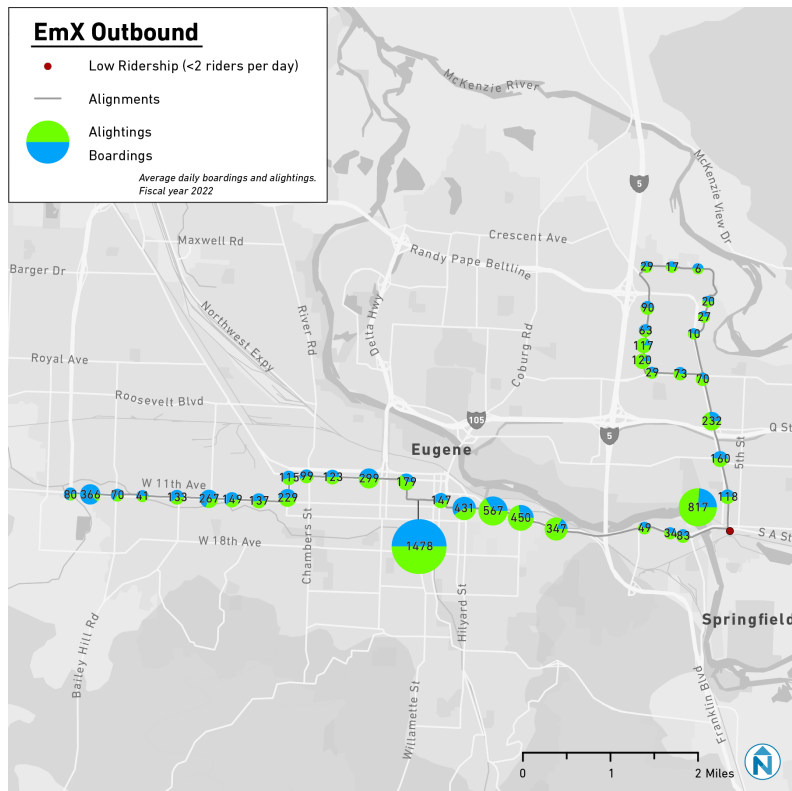 EmX Outbound
Low Ridership (<2 riders per day)
Alignments
Alightings
Boardings
Average daily boardings and alightings.
Fiscal year 2022
McKenzie River
McKenzie View Dr
5
Crescent Ave
Randy Pape Beltline
Maxwell Rd
Barger Dr
Northwest Expy
River Rd
Delta Hwy
Coburg Rd
29 17 6
20
90
27
63
10
117
120
29 73 70
Royal Ave
Roosevelt Blvd
105
5
232
Q St
Eugene
5th St
160
W 11th Ave
115 99 123 299 179
80 366 70 41 133 267 149 137 229
147 431 567 450 347
118
817
49 34 83
S A St
W 18th Ave
Chambers St
1478
Hilyard St
Springfield
Bailey Hill Rd
Willamette St
Franklin Blvd
0 1 2 Miles
N